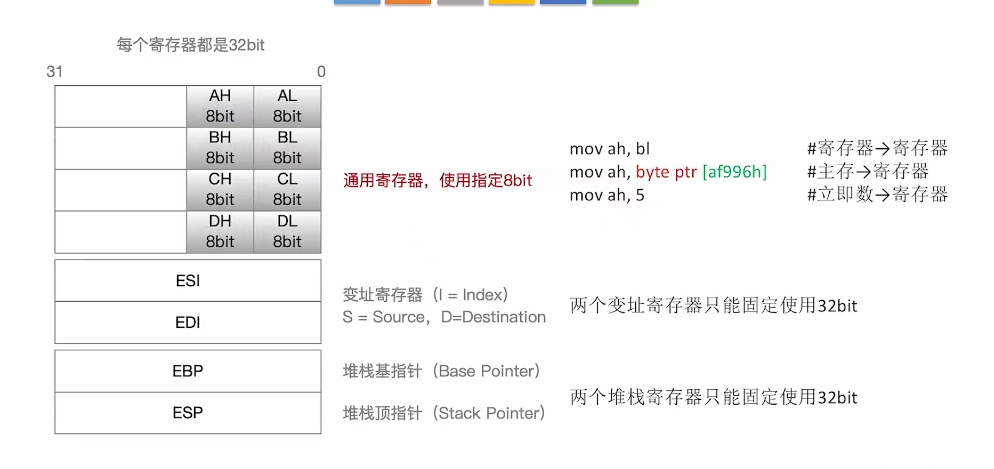 每个寄存器都是32bit
31 0
AH AL
8bit 8bit
BH BL
8bit 8bit
CH CL
8bit 8bit
DH DL
8bit 8bit
通用寄存器，使用指定8bit
mov ah, bl #寄存器→寄存器
mov ah, byte ptr [af996h] #主存→寄存器
mov ah, 5 #立即数→寄存器
ESI
EDI
变址寄存器（I = Index）
S = Source，D=Destination
两个变址寄存器只能固定使用32bit
EBP
ESP
堆栈基指针（Base Pointer）
堆栈顶指针（Stack Pointer）
两个堆栈寄存器只能固定使用32bit